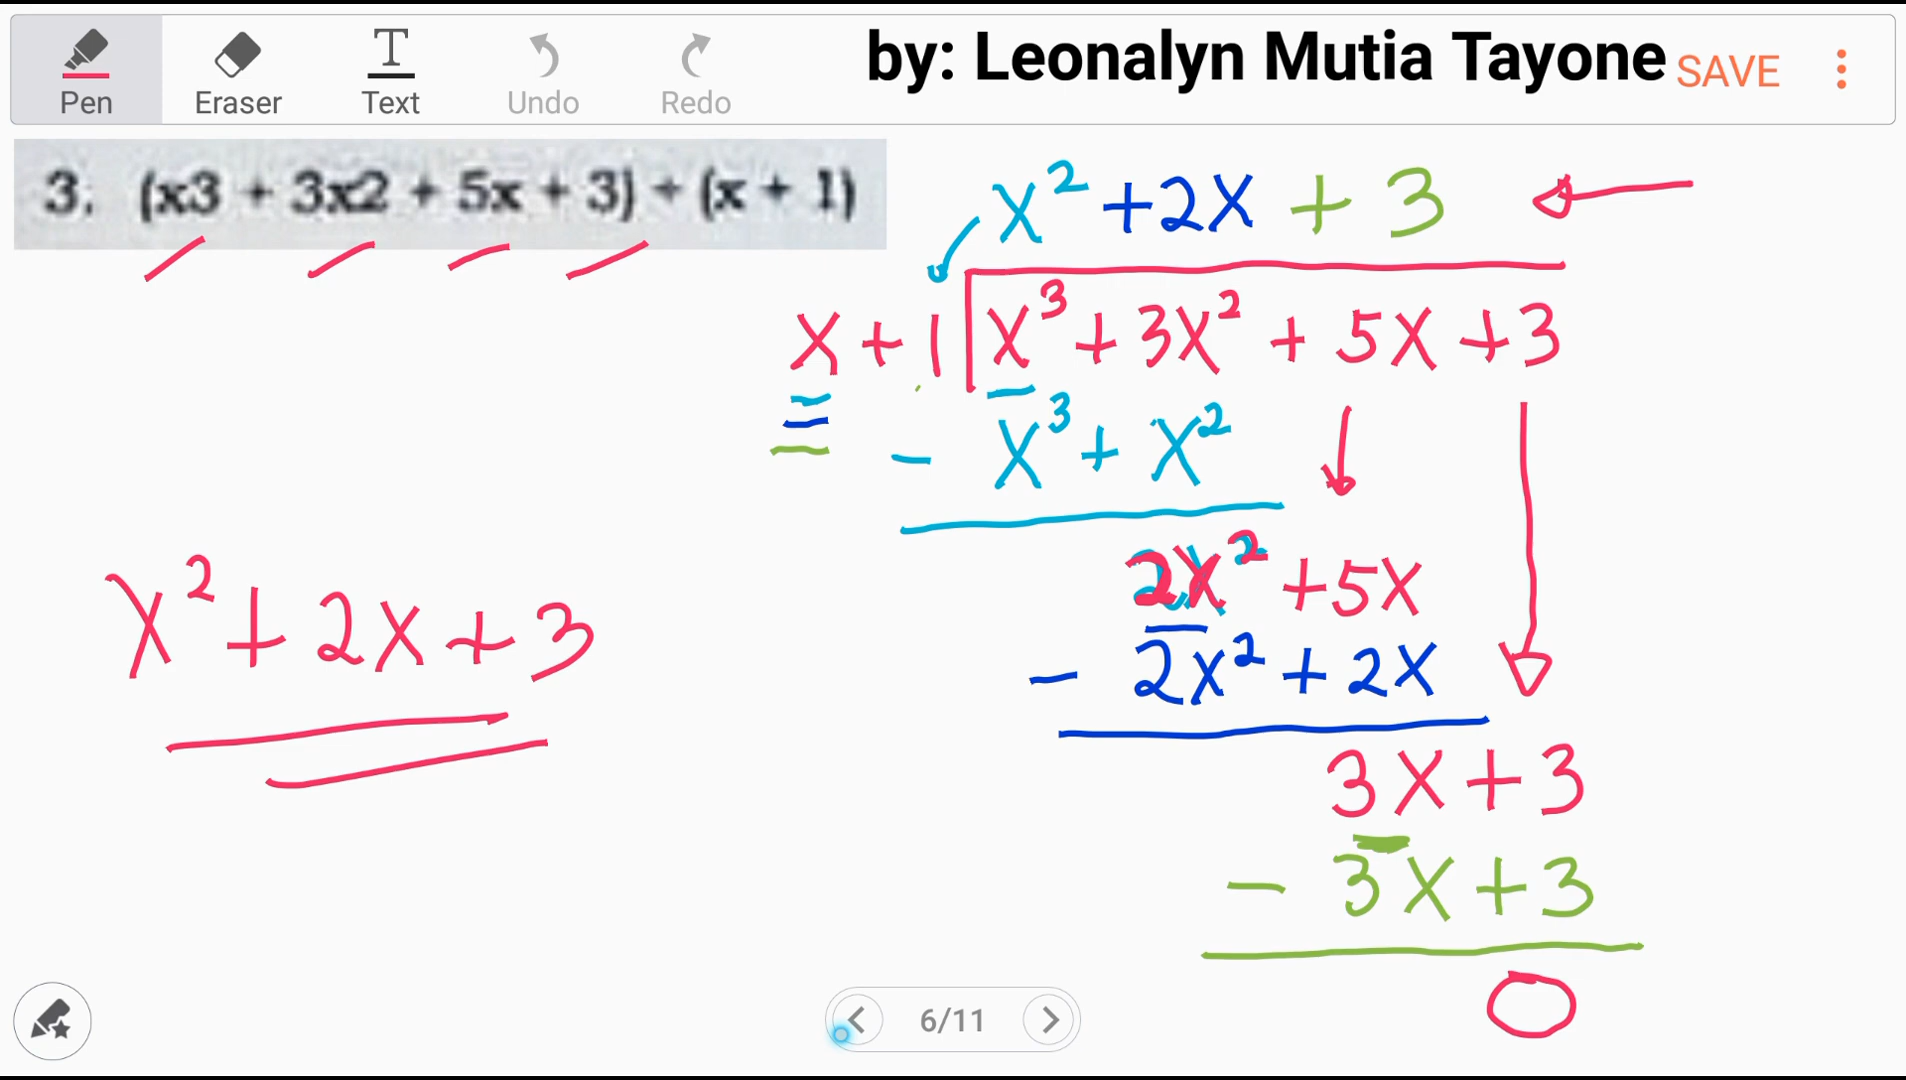 Pen Eraser Text Undo Redo by: Leonalyn Mutia Tayone SAVE
3. (x3 + 3x2 + 5x + 3) ÷ (x + 1)
x² + 2x + 3
x + 1 x³ + 3x² + 5x + 3
- x³ + x²
2x² + 5x
x² + 2x + 3
- 2x² + 2x
3x + 3
- 3x + 3
0
6/11